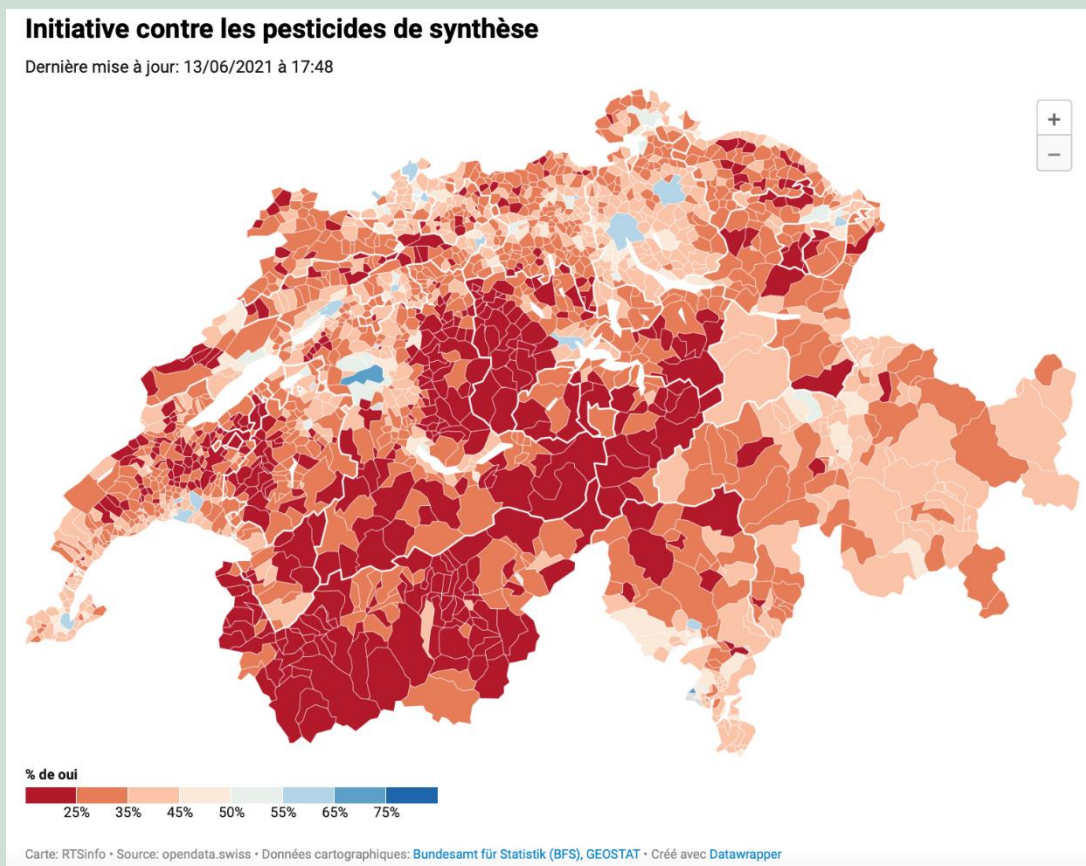 Initiative contre les pesticides de synthèse
Dernière mise à jour: 13/06/2021 à 17:48
+
−
% de oui
25% 35% 45% 50% 55% 65% 75%
Carte: RTSinfo • Source: opendata.swiss • Données cartographiques: Bundesamt für Statistik (BFS), GEOSTAT • Créé avec Datawrapper